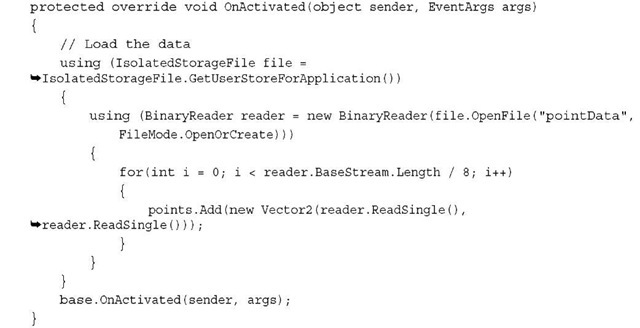 protected override void OnActivated(object sender, EventArgs args)
{
    // Load the data
    using (IsolatedStorageFile file =
➥IsolatedStorageFile.GetUserStoreForApplication())
    {
        using (BinaryReader reader = new BinaryReader(file.OpenFile("pointData",
            FileMode.OpenOrCreate)))
        {
            for(int i = 0; i < reader.BaseStream.Length / 8; i++)
            {
                points.Add(new Vector2(reader.ReadSingle(),
➥reader.ReadSingle()));
            }
        }
    }
    base.OnActivated(sender, args);
}